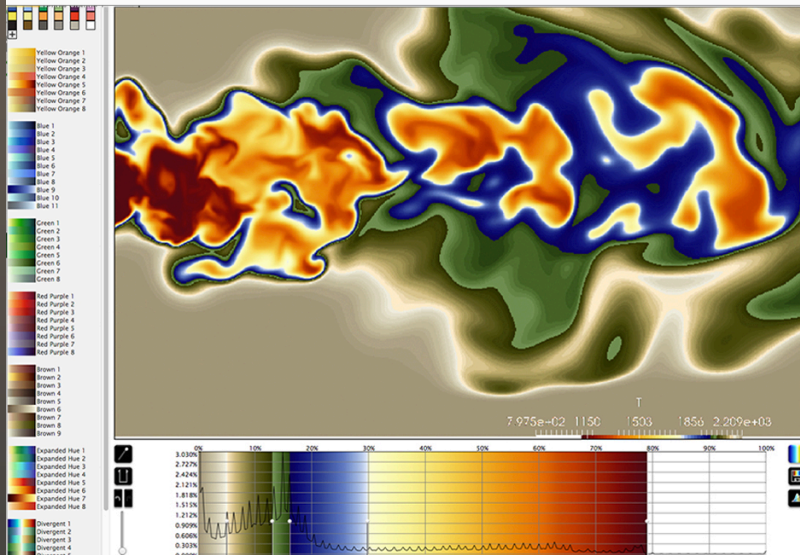 Yellow Orange 1
Yellow Orange 2
Yellow Orange 3
Yellow Orange 4
Yellow Orange 5
Yellow Orange 6
Yellow Orange 7
Yellow Orange 8
Blue 1
Blue 2
Blue 3
Blue 4
Blue 5
Blue 6
Blue 7
Blue 8
Blue 9
Blue 10
Blue 11
Green 1
Green 2
Green 3
Green 4
Green 5
Green 6
Green 7
Green 8
Red Purple 1
Red Purple 2
Red Purple 3
Red Purple 4
Red Purple 5
Red Purple 6
Red Purple 7
Red Purple 8
Brown 1
Brown 2
Brown 3
Brown 4
Brown 5
Brown 6
Brown 7
Brown 8
Brown 9
Expanded Hue 1
Expanded Hue 2
Expanded Hue 3
Expanded Hue 4
Expanded Hue 5
Expanded Hue 6
Expanded Hue 7
Expanded Hue 8
Divergent 1
Divergent 2
Divergent 3
Divergent 4
T
7.975e-02 1150 1503 1856 2.209e+03
0% 10% 20% 30% 40% 50% 60% 70% 80% 90% 100%
3.030%
2.727%
2.424%
2.121%
1.818%
1.515%
1.212%
0.909%
0.606%
0.303%